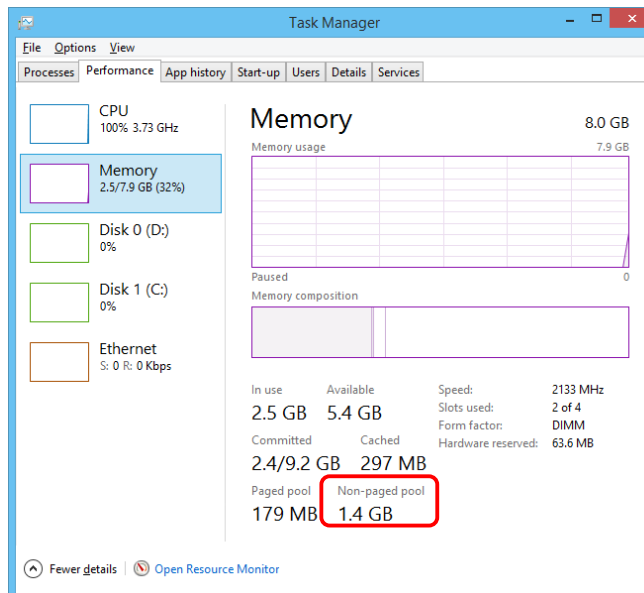 Task Manager
File Options View
Processes Performance App history Start-up Users Details Services
CPU
100% 3.73 GHz
Memory
2.5/7.9 GB (32%)
Disk 0 (D:)
0%
Disk 1 (C:)
0%
Ethernet
S: 0 R: 0 Kbps
Memory 8.0 GB
Memory usage 7.9 GB
Paused 0
Memory composition
In use Available
2.5 GB 5.4 GB
Committed Cached
2.4/9.2 GB 297 MB
Paged pool Non-paged pool
179 MB 1.4 GB
Speed: 2133 MHz
Slots used: 2 of 4
Form factor: DIMM
Hardware reserved: 63.6 MB
Fewer details Open Resource Monitor